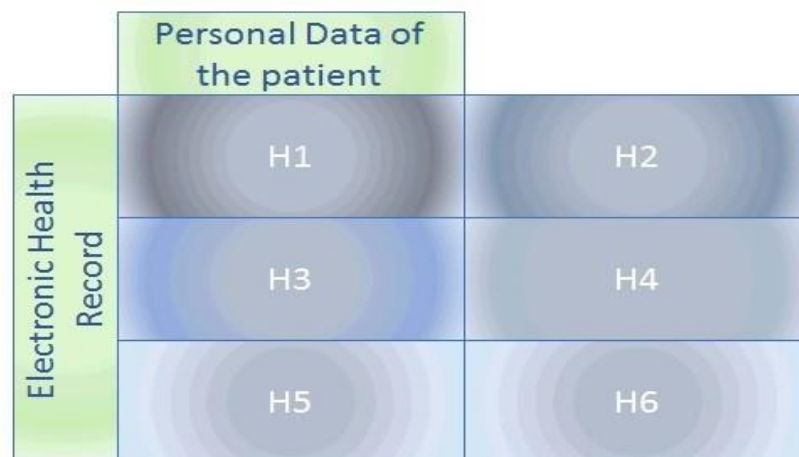 Personal Data of
the patient
Electronic Health
Record
H1
H2
H3
H4
H5
H6